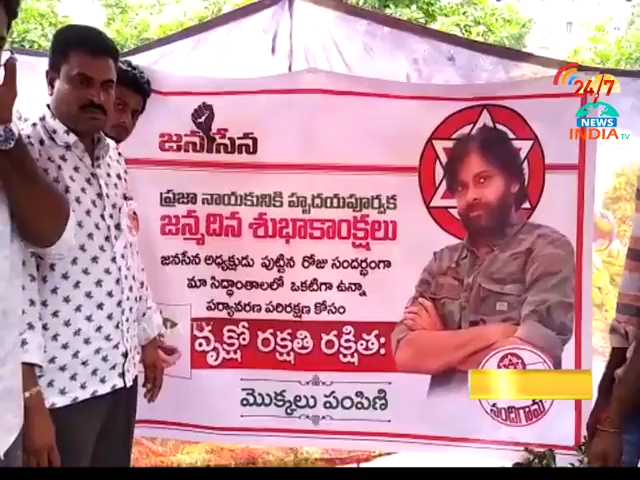 24/7
NEWS
INDIA TV
జనసేన
ప్రజా నాయకునికి హృదయపూర్వక
జన్మదిన శుభాకాంక్షలు
జనసేన అధ్యక్షుడు పుట్టిన రోజు సందర్భంగా
మా సిద్ధాంతాలలో ఒకటిగా ఉన్నా
పర్యావరణ పరిరక్షణ కోసం
వృక్షో రక్షతి రక్షిత:
మొక్కలు పంపిణి
నందిగామ